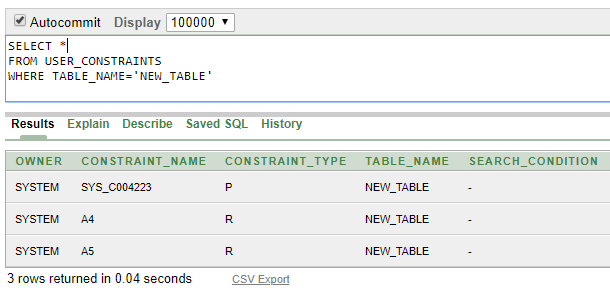 Autocommit Display 100000
SELECT *
FROM USER_CONSTRAINTS
WHERE TABLE_NAME='NEW_TABLE'
Results Explain Describe Saved SQL History
OWNER CONSTRAINT_NAME CONSTRAINT_TYPE TABLE_NAME SEARCH_CONDITION
SYSTEM SYS_C004223 P NEW_TABLE -
SYSTEM A4 R NEW_TABLE -
SYSTEM A5 R NEW_TABLE -
3 rows returned in 0.04 seconds CSV Export